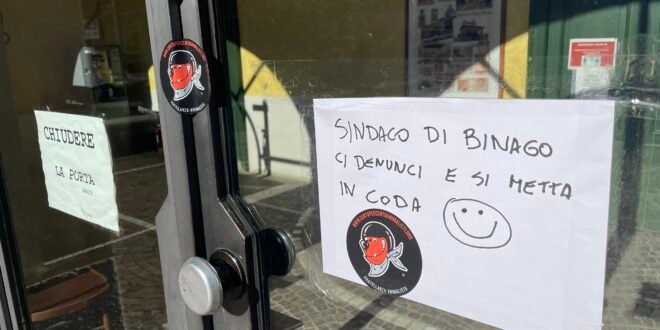 CHIUDERE
LA PORTA
SINDACO DI BINAGO
CI DENUNCI E SI METTA
IN CODA